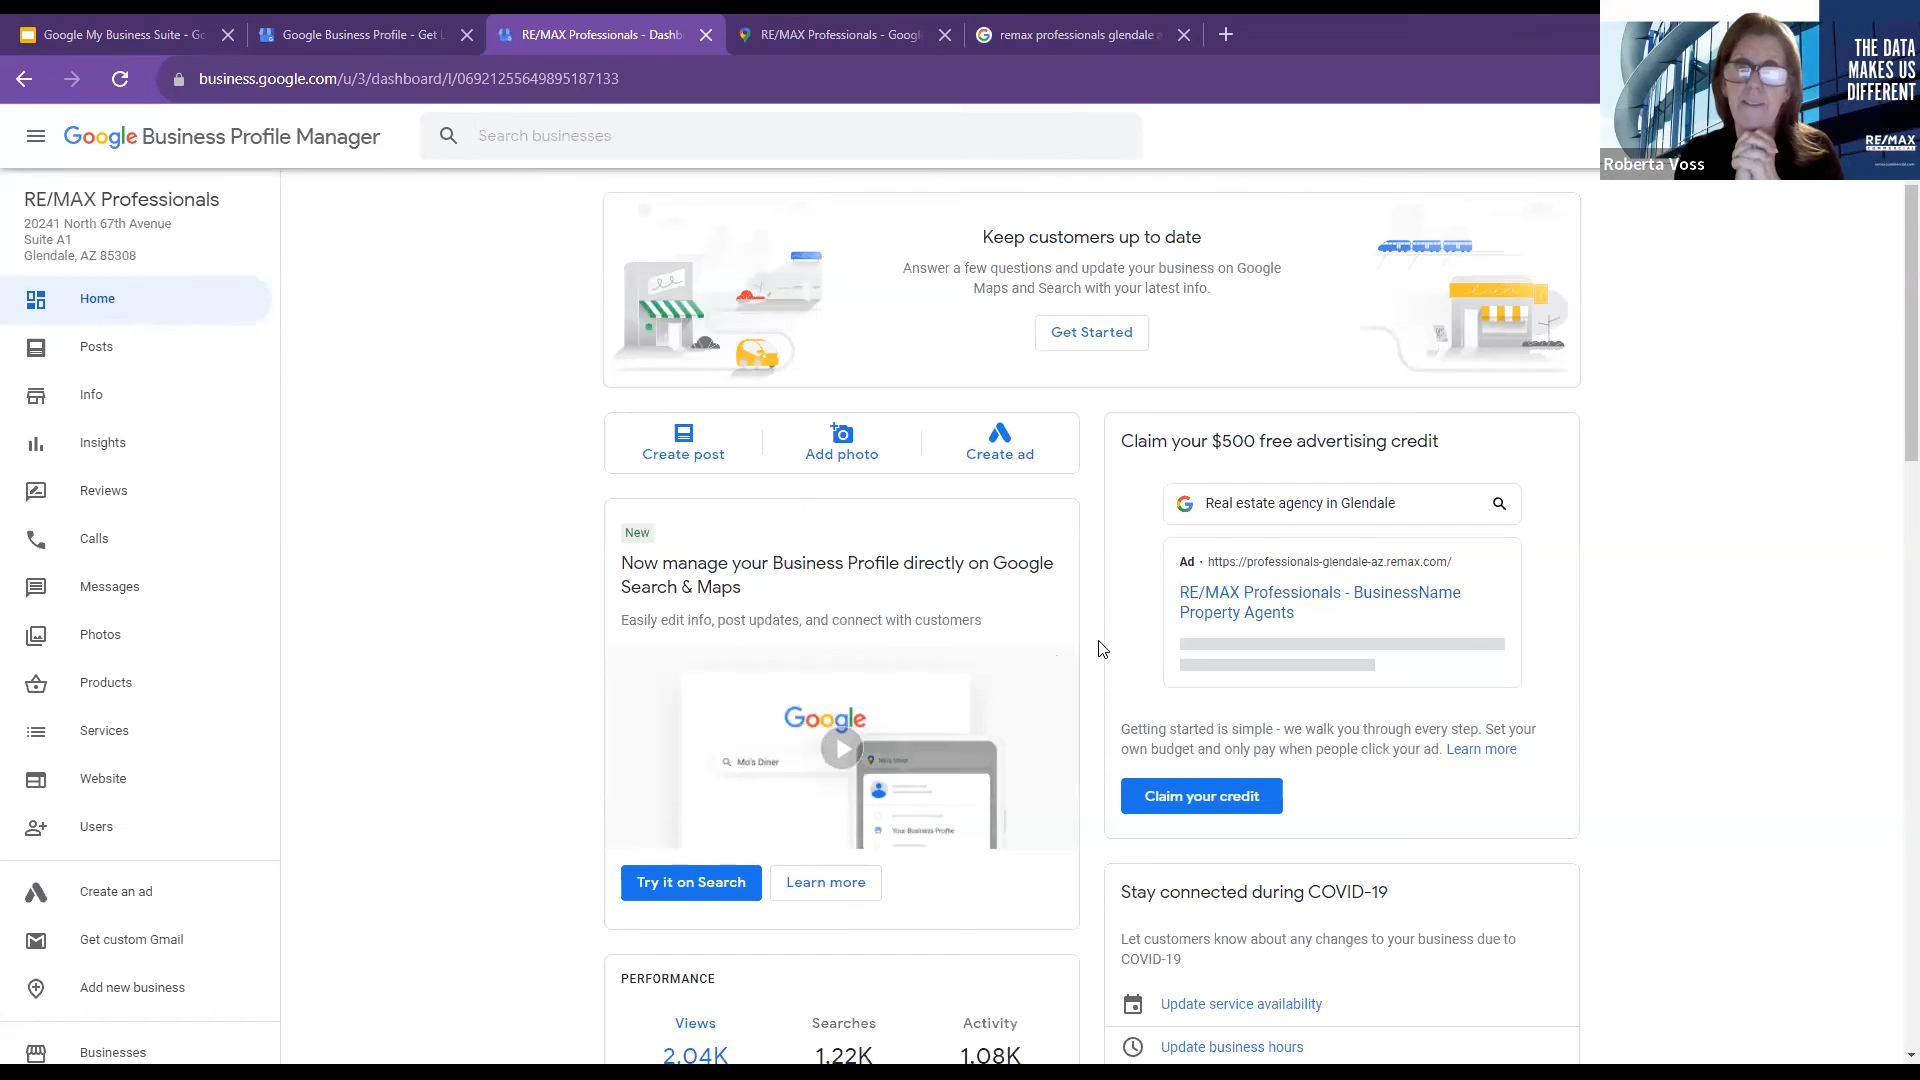 Google My Business Suite - Go
Google Business Profile - Get
RE/MAX Professionals - Dashb
RE/MAX Professionals - Googl
remax professionals glendale a
business.google.com/u/3/dashboard/l/06921255649895187133
THE DATA
MAKES US
DIFFERENT
RE/MAX
COMMERCIAL
Roberta Voss
Google Business Profile Manager
Search businesses
RE/MAX Professionals
20241 North 67th Avenue
Suite A1
Glendale, AZ 85308
Home
Posts
Info
Insights
Reviews
Calls
Messages
Photos
Products
Services
Website
Users
Create an ad
Get custom Gmail
Add new business
Businesses
Keep customers up to date
Answer a few questions and update your business on Google
Maps and Search with your latest info.
Get Started
Create post
Add photo
Create ad
New
Now manage your Business Profile directly on Google
Search & Maps
Easily edit info, post updates, and connect with customers
Google
Mo's Diner
Mo's Diner
Your Business Profile
Try it on Search
Learn more
PERFORMANCE
Views
Searches
Activity
2.04K
1.22K
1.08K
Claim your $500 free advertising credit
Real estate agency in Glendale
Ad · https://professionals-glendale-az.remax.com/
RE/MAX Professionals - BusinessName
Property Agents
Getting started is simple - we walk you through every step. Set your
own budget and only pay when people click your ad. Learn more
Claim your credit
Stay connected during COVID-19
Let customers know about any changes to your business due to
COVID-19
Update service availability
Update business hours